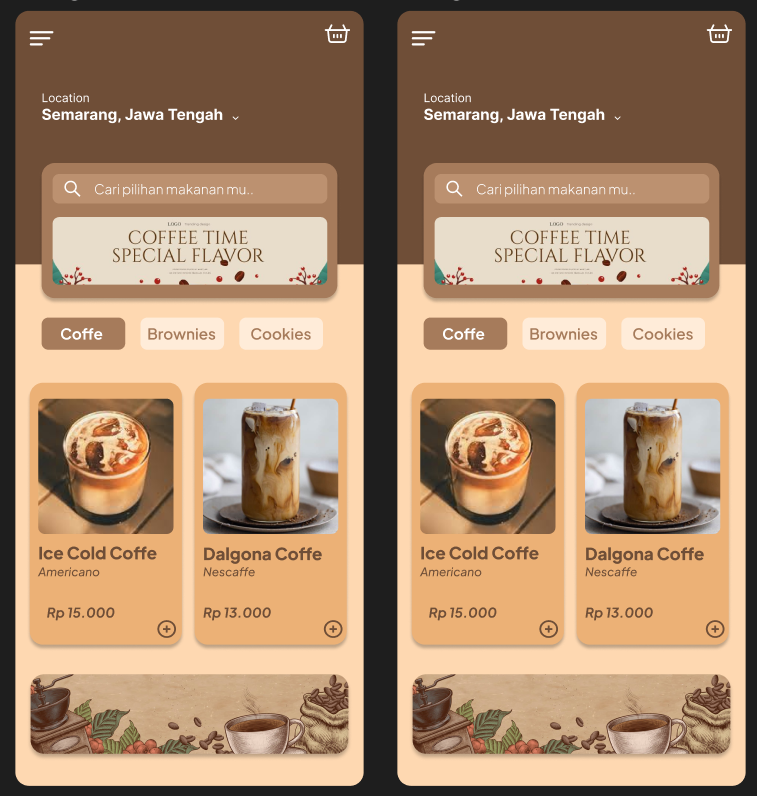 Location
Semarang, Jawa Tengah
Cari pilihan makanan mu..
LOGO
COFFEE TIME
SPECIAL FLAVOR
Coffe
Brownies
Cookies
Ice Cold Coffe
Americano
Rp 15.000
Dalgona Coffe
Nescaffe
Rp 13.000
Location
Semarang, Jawa Tengah
Cari pilihan makanan mu..
LOGO
COFFEE TIME
SPECIAL FLAVOR
Coffe
Brownies
Cookies
Ice Cold Coffe
Americano
Rp 15.000
Dalgona Coffe
Nescaffe
Rp 13.000